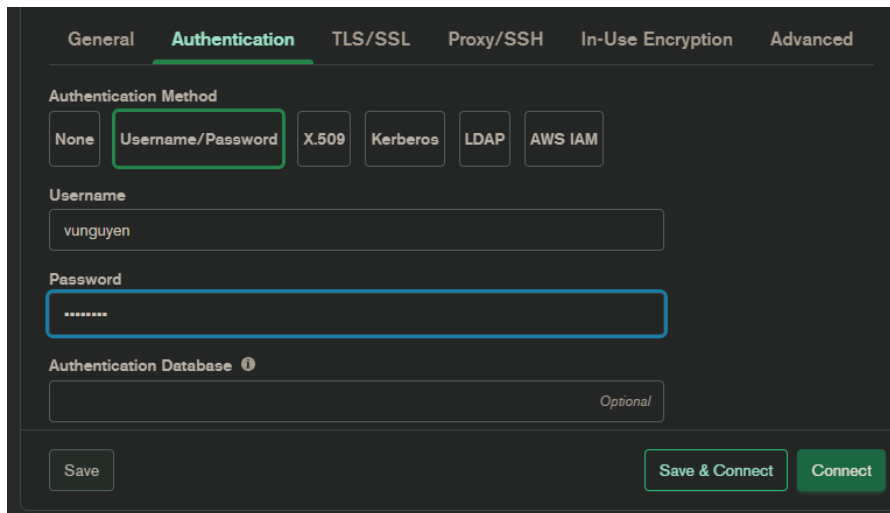 General Authentication TLS/SSL Proxy/SSH In-Use Encryption Advanced
Authentication Method
None Username/Password X.509 Kerberos LDAP AWS IAM
Username
vunguyen
Password
••••••••
Authentication Database
Optional
Save Save & Connect Connect